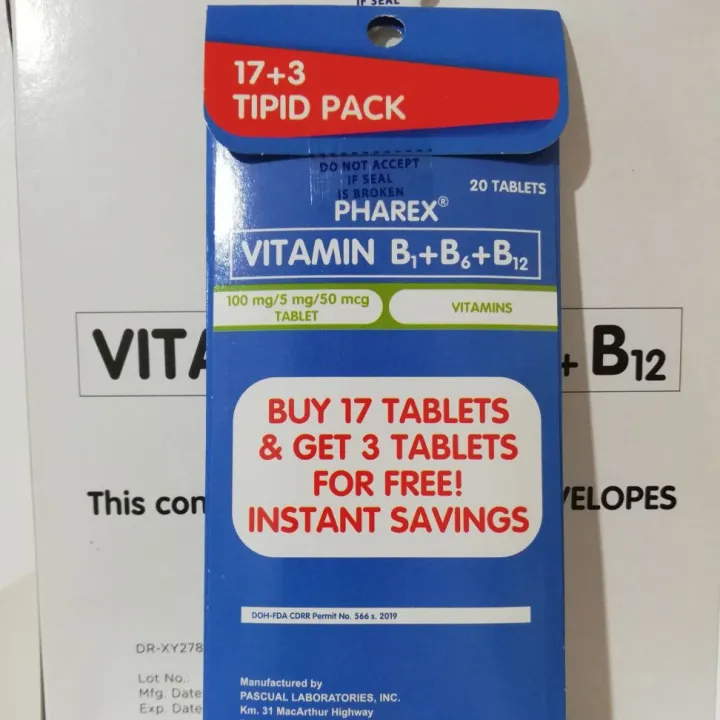 IF SEAL
17+3
TIPID PACK
DO NOT ACCEPT
IF SEAL
IS BROKEN
20 TABLETS
PHAREX®
VITAMIN B1+B6+B12
100 mg/5 mg/50 mcg
TABLET
VITAMINS
BUY 17 TABLETS
& GET 3 TABLETS
FOR FREE!
INSTANT SAVINGS
DOH-FDA CDRR Permit No. 566 s. 2019
Manufactured by
PASCUAL LABORATORIES, INC.
Km. 31 MacArthur Highway
VITA
+ B12
This con
VELOPES
DR-XY278
Lot No.:
Mfg. Date
Exp. Date